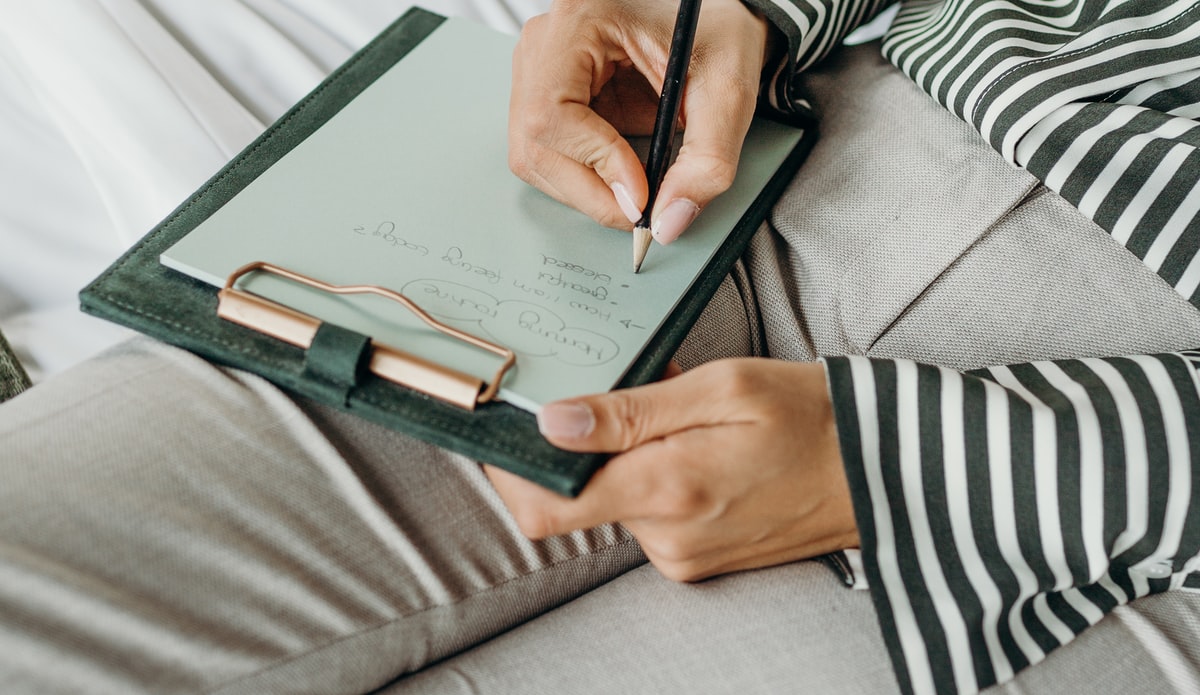 Morning routine
← How I am feeling today?
• grateful
• blessed